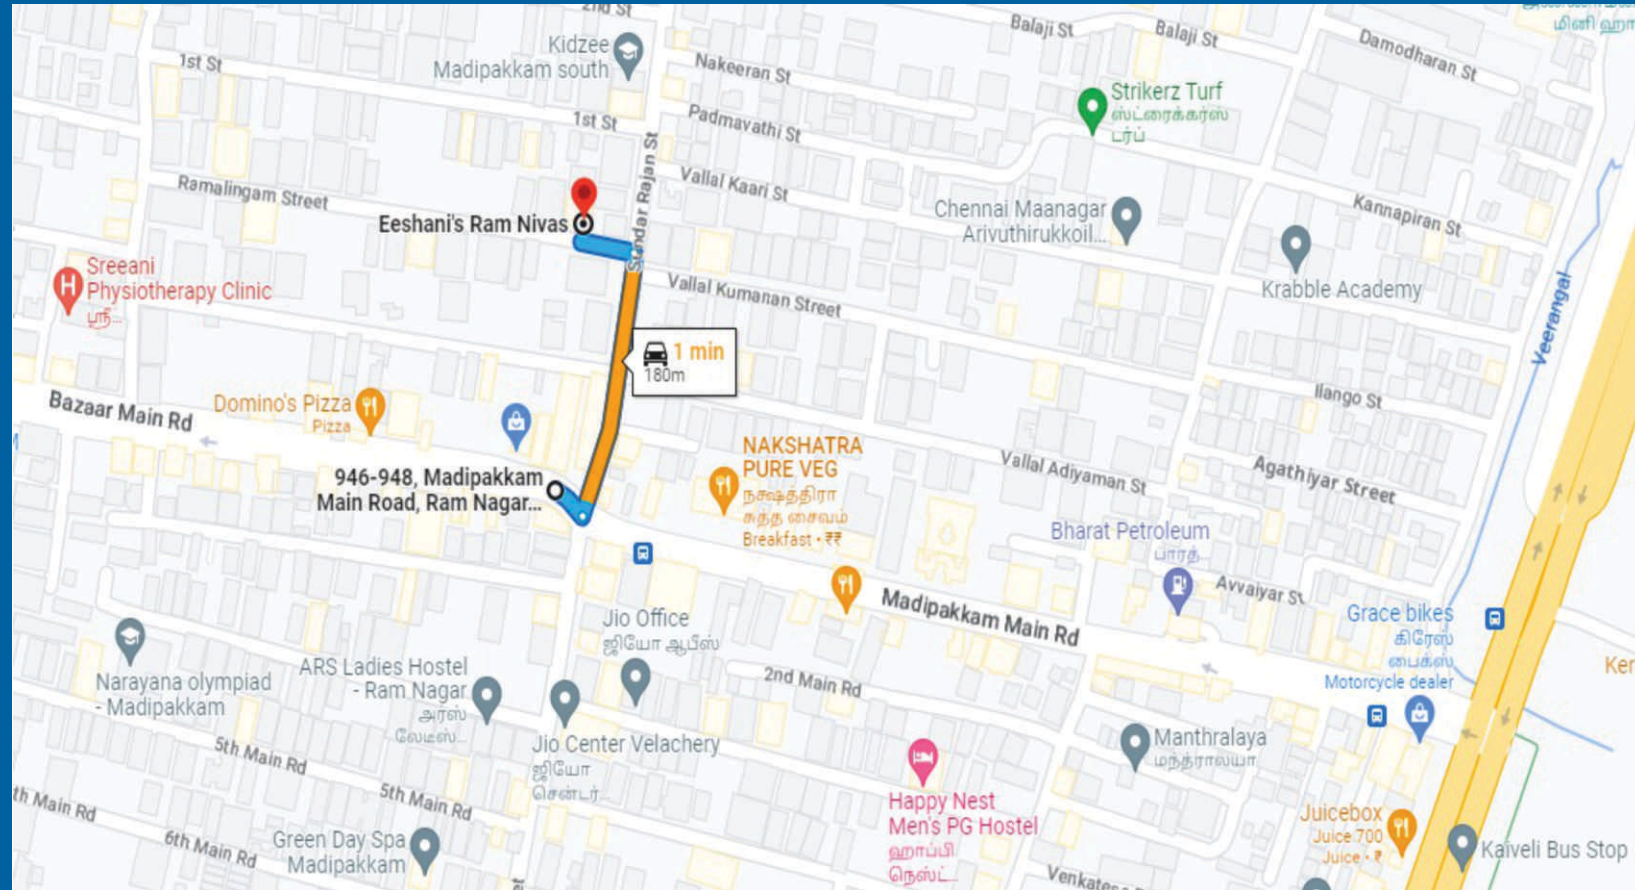 2nd St
Balaji St
Balaji St
மினி ஹா
Kidzee
Madipakkam south
1st St
Nakeeran St
Damodharan St
Strikerz Turf
ஸ்ட்ரைக்கர்ஸ்
டர்ப்
1st St
Padmavathi St
Sundar Rajan St
Vallal Kaari St
Ramalingam Street
Eeshani's Ram Nivas
Chennai Maanagar
Arivuthirukkoil...
Kannapiran St
Krabble Academy
Veerangal
Sreeani
Physiotherapy Clinic
ஸ்ரீ...
Vallal Kumanan Street
1 min
180m
Ilango St
Domino's Pizza
Pizza
Bazaar Main Rd
946-948, Madipakkam
Main Road, Ram Nagar...
NAKSHATRA
PURE VEG
நக்ஷத்திரா
சுத்த சைவம்
Breakfast • ₹₹
Vallal Adiyaman St
Agathiyar Street
Bharat Petroleum
பாரத்...
Avvaiyar St
Madipakkam Main Rd
Grace bikes
கிரேஸ்
பைக்ஸ்
Motorcycle dealer
Ker
Jio Office
ஜியோ ஆபீஸ்
ARS Ladies Hostel
- Ram Nagar
அர்ஸ்
லேடீஸ்...
Narayana olympiad
- Madipakkam
2nd Main Rd
5th Main Rd
Jio Center Velachery
ஜியோ
சென்டர்...
Manthralaya
மந்த்ராலயா
5th Main Rd
th Main Rd
6th Main Rd
Green Day Spa
Madipakkam
Happy Nest
Men's PG Hostel
ஹாப்பி
நெஸ்ட்...
Juicebox
Juice 700
Juice • ₹
Kaiveli Bus Stop
Venkatesa